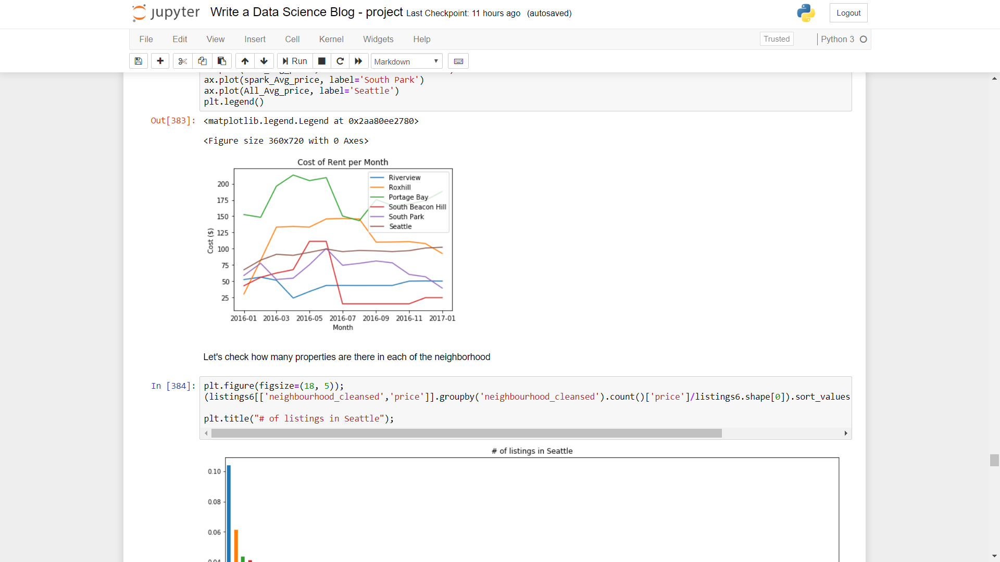 jupyter Write a Data Science Blog - project Last Checkpoint: 11 hours ago (autosaved) Logout
File Edit View Insert Cell Kernel Widgets Help Trusted Python 3
Run Markdown
ax.plot(spark_Avg_price, label='South Park')
ax.plot(All_Avg_price, label='Seattle')
plt.legend()
Out[383]: <matplotlib.legend.Legend at 0x2aa80ee2780>
<Figure size 360x720 with 0 Axes>
Cost of Rent per Month
Riverview
Roxhill
Portage Bay
South Beacon Hill
South Park
Seattle
200
175
150
125
100
75
50
25
Cost ($)
2016-01 2016-03 2016-05 2016-07 2016-09 2016-11 2017-01
Month
Let's check how many properties are there in each of the neighborhood
In [384]: plt.figure(figsize=(18, 5));
(listings6[['neighbourhood_cleansed','price']].groupby('neighbourhood_cleansed').count()['price']/listings6.shape[0]).sort_values
plt.title("# of listings in Seattle");
# of listings in Seattle
0.10
0.08
0.06
0.04